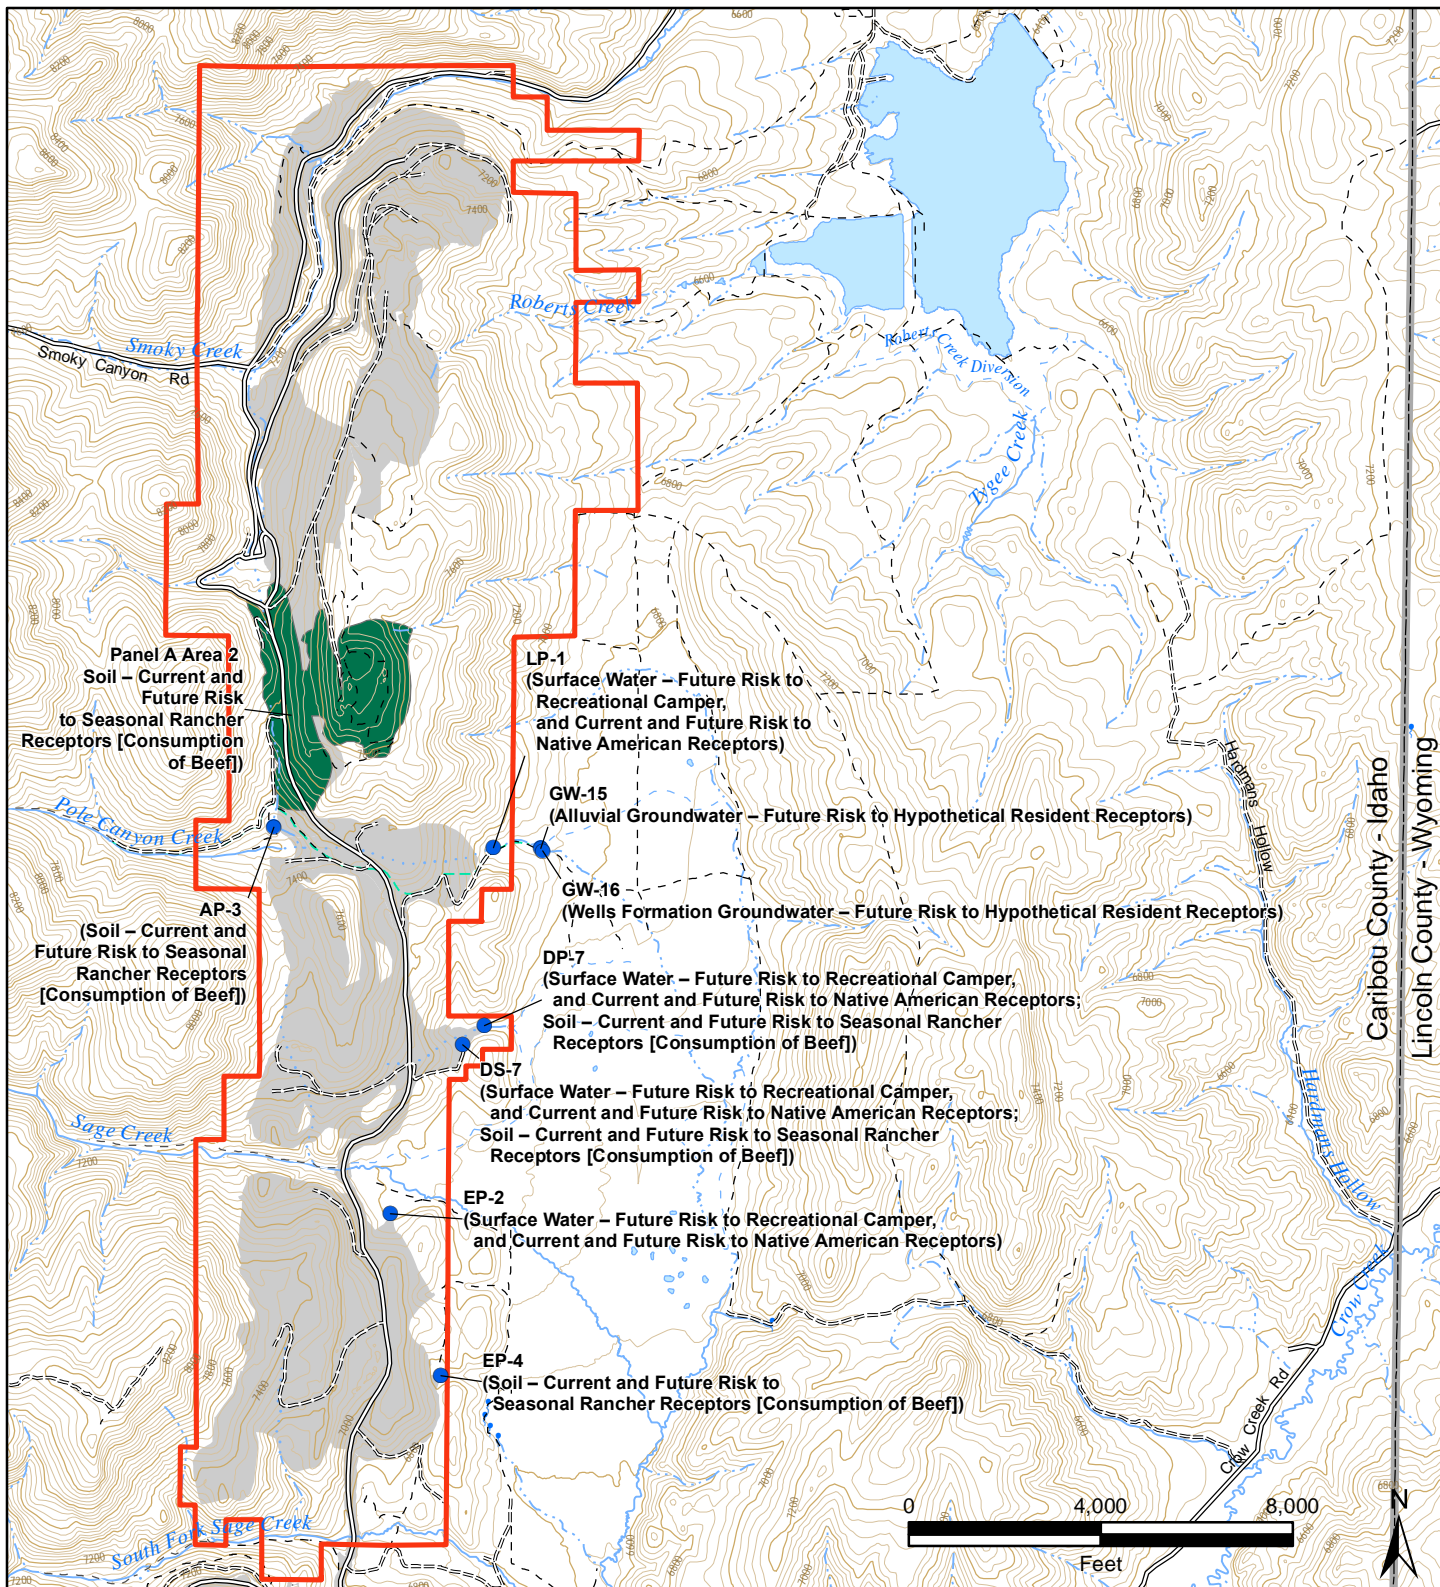 Smoky Creek
Smoky Canyon Rd
Roberts Creek
Roberts Creek Diversion
Tygee Creek
Panel A Area 2
Soil – Current and
Future Risk
to Seasonal Rancher
Receptors [Consumption
of Beef])
LP-1
(Surface Water – Future Risk to
Recreational Camper,
and Current and Future Risk to
Native American Receptors)
GW-15
(Alluvial Groundwater – Future Risk to Hypothetical Resident Receptors)
GW-16
(Wells Formation Groundwater – Future Risk to Hypothetical Resident Receptors)
Pole Canyon Creek
AP-3
(Soil – Current and
Future Risk to Seasonal
Rancher Receptors
[Consumption of Beef])
DP-7
(Surface Water – Future Risk to Recreational Camper,
and Current and Future Risk to Native American Receptors;
Soil – Current and Future Risk to Seasonal Rancher
Receptors [Consumption of Beef])
DS-7
(Surface Water – Future Risk to Recreational Camper,
and Current and Future Risk to Native American Receptors;
Soil – Current and Future Risk to Seasonal Rancher
Receptors [Consumption of Beef])
Sage Creek
EP-2
(Surface Water – Future Risk to Recreational Camper,
and Current and Future Risk to Native American Receptors)
EP-4
(Soil – Current and Future Risk to
Seasonal Rancher Receptors [Consumption of Beef])
South Fork Sage Creek
Hardmans Hollow
Hardmans Hollow
Caribou County - Idaho
Lincoln County - Wyoming
Crow Creek
Crow Creek Rd
0 4,000 8,000
Feet
N